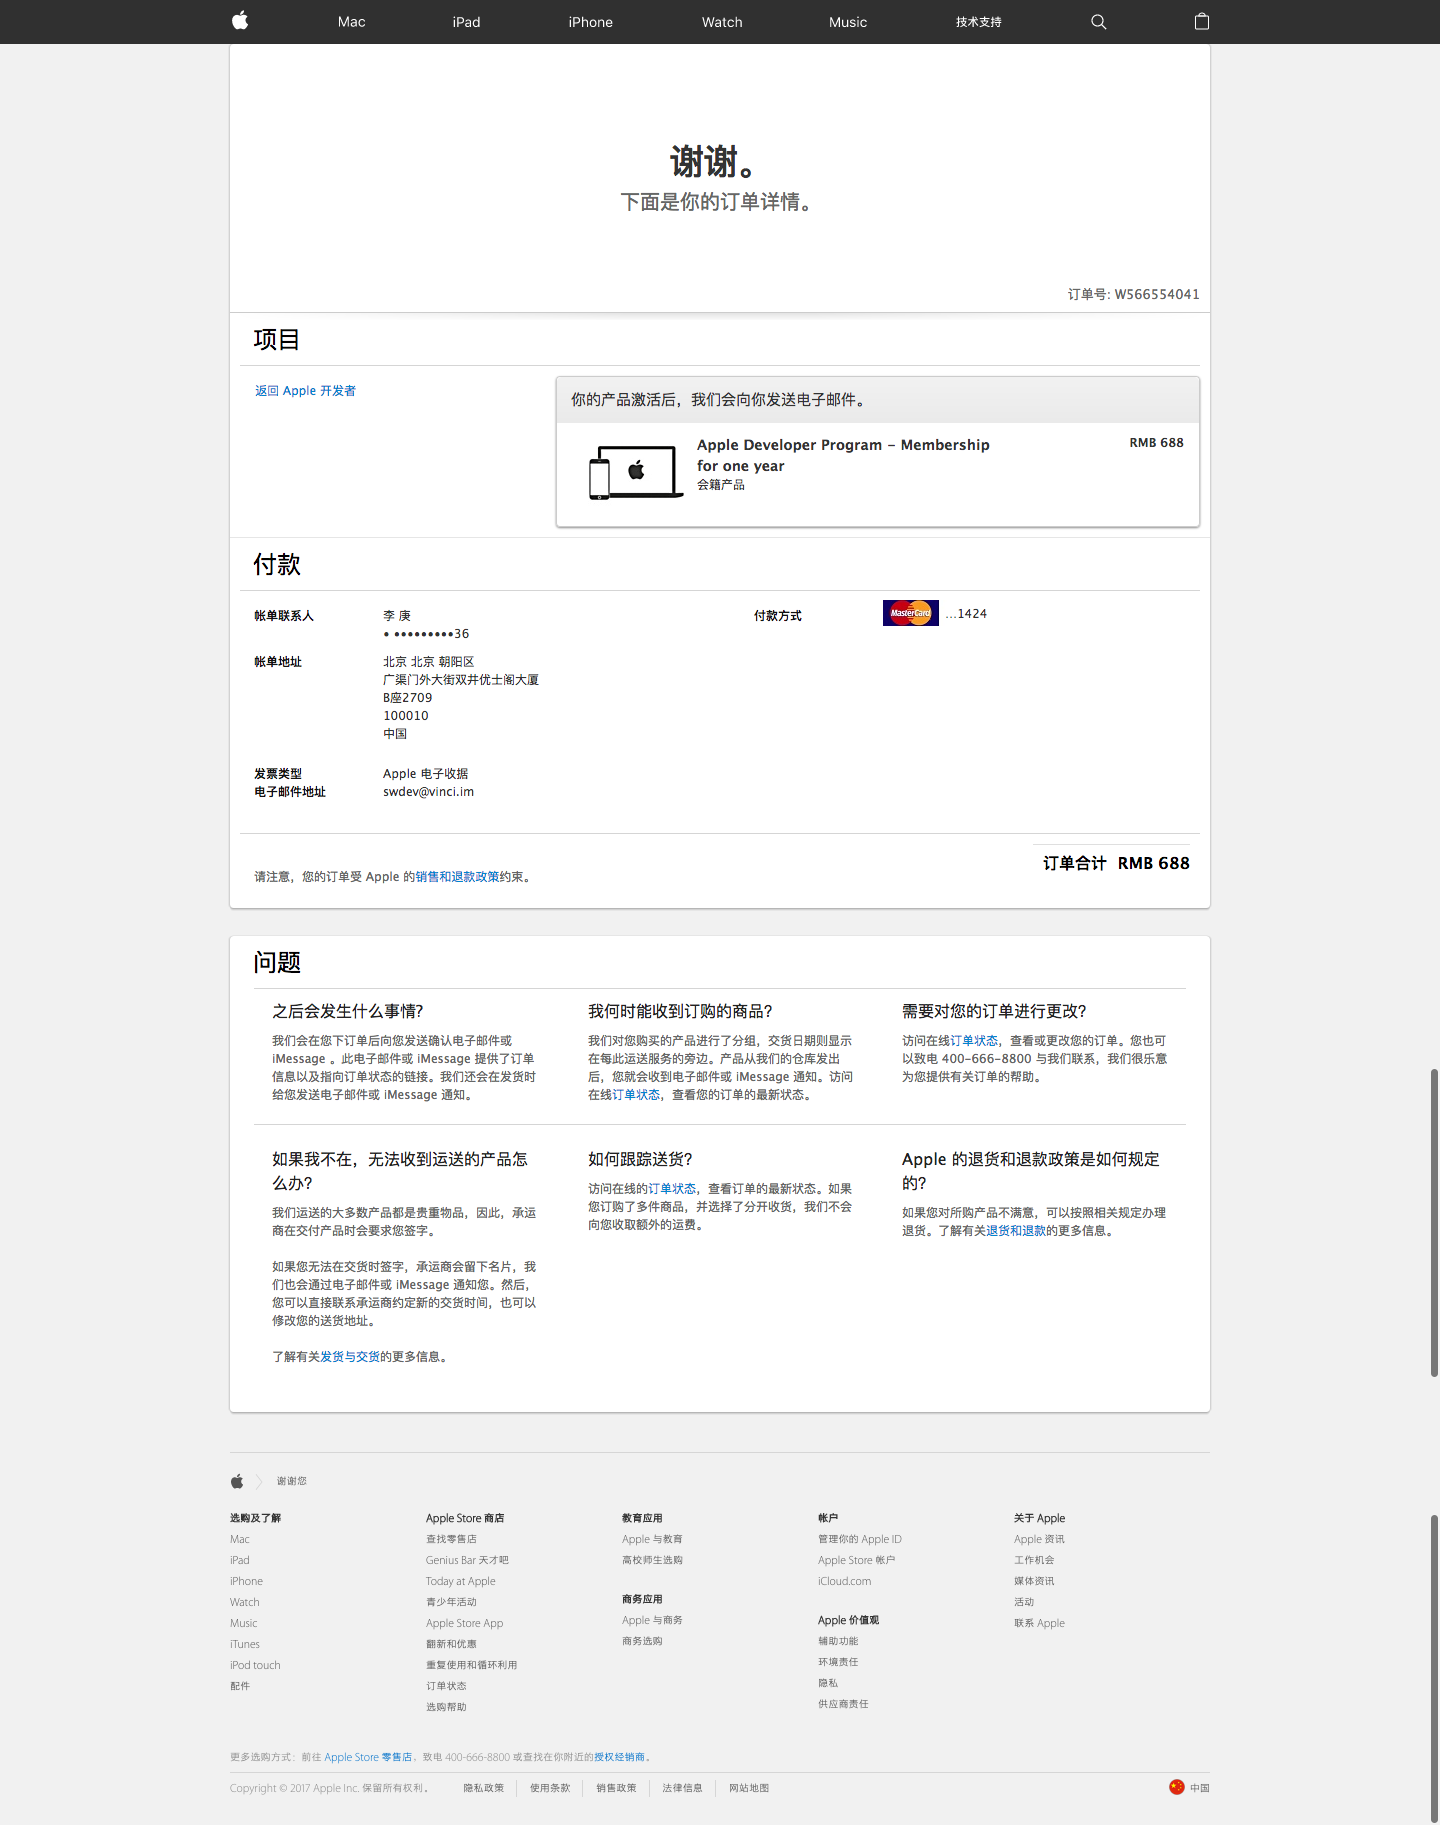 Mac iPad iPhone Watch Music 技术支持
谢谢。
下面是你的订单详情。
订单号: W566554041
项目
返回 Apple 开发者
你的产品激活后，我们会向你发送电子邮件。
Apple Developer Program – Membership
for one year
RMB 688
会籍产品
付款
帐单联系人
李 庚
• •••••••••36
付款方式
MasterCard ...1424
帐单地址
北京 北京 朝阳区
广渠门外大街双井优士阁大厦
B座2709
100010
中国
发票类型 Apple 电子收据
电子邮件地址 swdev@vinci.im
订单合计 RMB 688
请注意，您的订单受 Apple 的销售和退款政策约束。
问题
之后会发生什么事情?
我们会在您下订单后向您发送确认电子邮件或
iMessage 。此电子邮件或 iMessage 提供了订单
信息以及指向订单状态的链接。我们还会在发货时
给您发送电子邮件或 iMessage 通知。
我何时能收到订购的商品?
我们对您购买的产品进行了分组，交货日期则显示
在每此运送服务的旁边。产品从我们的仓库发出
后，您就会收到电子邮件或 iMessage 通知。访问
在线订单状态，查看您的订单的最新状态。
需要对您的订单进行更改?
访问在线订单状态，查看或更改您的订单。您也可
以致电 400-666-8800 与我们联系，我们很乐意
为您提供有关订单的帮助。
如果我不在，无法收到运送的产品怎
么办?
我们运送的大多数产品都是贵重物品，因此，承运
商在交付产品时会要求您签字。
如果您无法在交货时签字，承运商会留下名片，我
们也会通过电子邮件或 iMessage 通知您。然后，
您可以直接联系承运商约定新的交货时间，也可以
修改您的送货地址。
了解有关发货与交货的更多信息。
如何跟踪送货?
访问在线的订单状态，查看订单的最新状态。如果
您订购了多件商品，并选择了分开收货，我们不会
向您收取额外的运费。
Apple 的退货和退款政策是如何规定
的?
如果您对所购产品不满意，可以按照相关规定办理
退货。了解有关退货和退款的更多信息。
谢谢您
选购及了解
Mac
iPad
iPhone
Watch
Music
iTunes
iPod touch
配件
Apple Store 商店
查找零售店
Genius Bar 天才吧
Today at Apple
青少年活动
Apple Store App
翻新和优惠
重复使用和循环利用
订单状态
选购帮助
教育应用
Apple 与教育
高校师生选购
商务应用
Apple 与商务
商务选购
帐户
管理你的 Apple ID
Apple Store 帐户
iCloud.com
Apple 价值观
辅助功能
环境责任
隐私
供应商责任
关于 Apple
Apple 资讯
工作机会
媒体资讯
活动
联系 Apple
更多选购方式：前往 Apple Store 零售店，致电 400-666-8800 或查找在你附近的授权经销商。
Copyright © 2017 Apple Inc. 保留所有权利。 隐私政策 使用条款 销售政策 法律信息 网站地图 中国